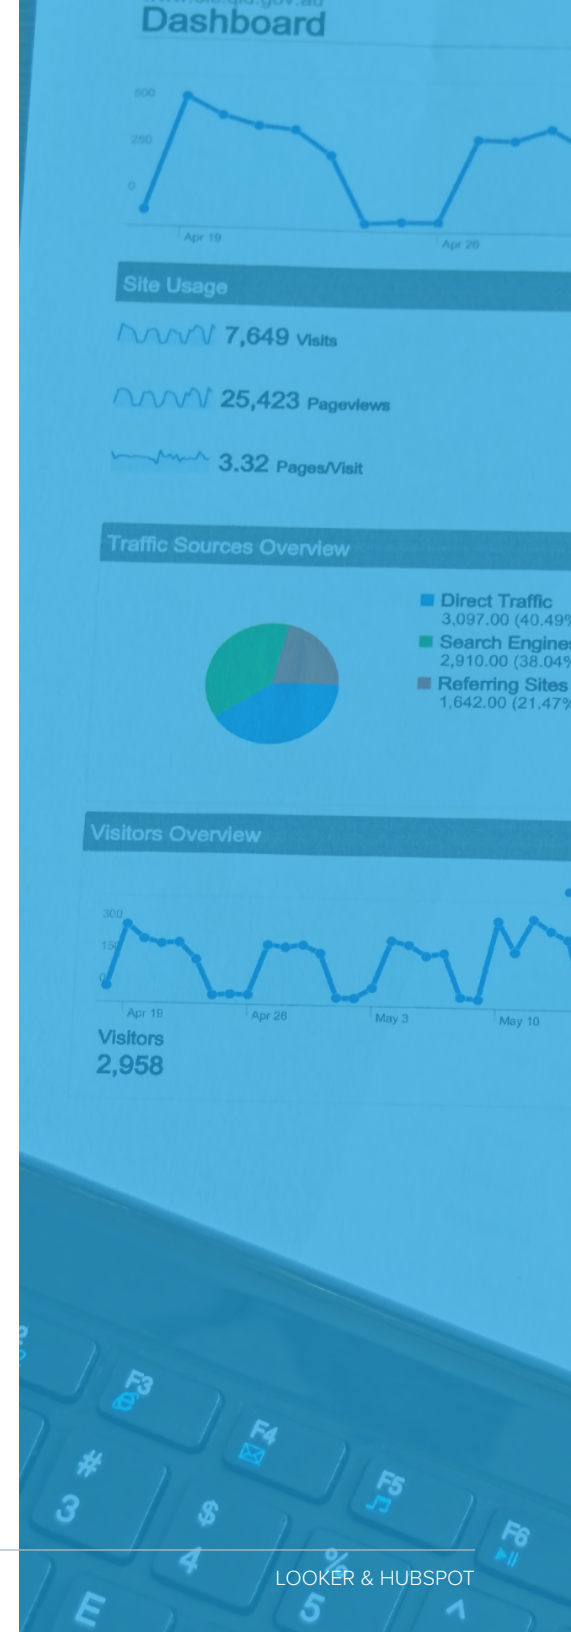 Dashboard
500
250
0
Apr 19
Apr 26
Site Usage
7,649 Visits
25,423 Pageviews
3.32 Pages/Visit
Traffic Sources Overview
Direct Traffic
3,097.00 (40.49%
Search Engines
2,910.00 (38.04%
Referring Sites
1,642.00 (21.47%
Visitors Overview
300
150
0
Apr 19
Apr 26
May 3
May 10
Visitors
2,958
F3
F4
F5
F6
#
3
$
4
%
5
^
E
LOOKER & HUBSPOT